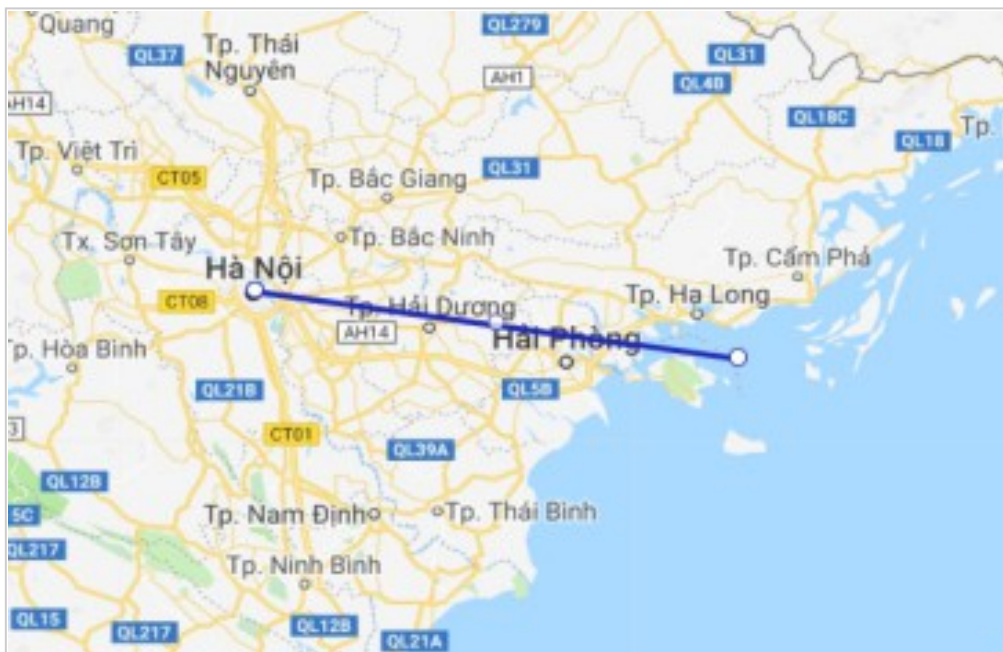 Quang
Tp. Thái
Nguyên
QL37
QL279
AH1
QL31
QL4B
AH14
QL18C
QL18
Tp.
Tp. Việt Trì
CT05
Tp. Bắc Giang
QL31
Tx. Sơn Tây
Tp. Bắc Ninh
Hà Nội
Tp. Cẩm Phả
CT08
Tp. Hải Dương
Tp. Hạ Long
AH14
Hải Phòng
Tp. Hòa Bình
QL21B
QL5B
CT01
3
QL39A
QL12B
5C
Tp. Nam Định
Tp. Thái Bình
QL217
Tp. Ninh Bình
QL15
QL217
QL12B
QL21A